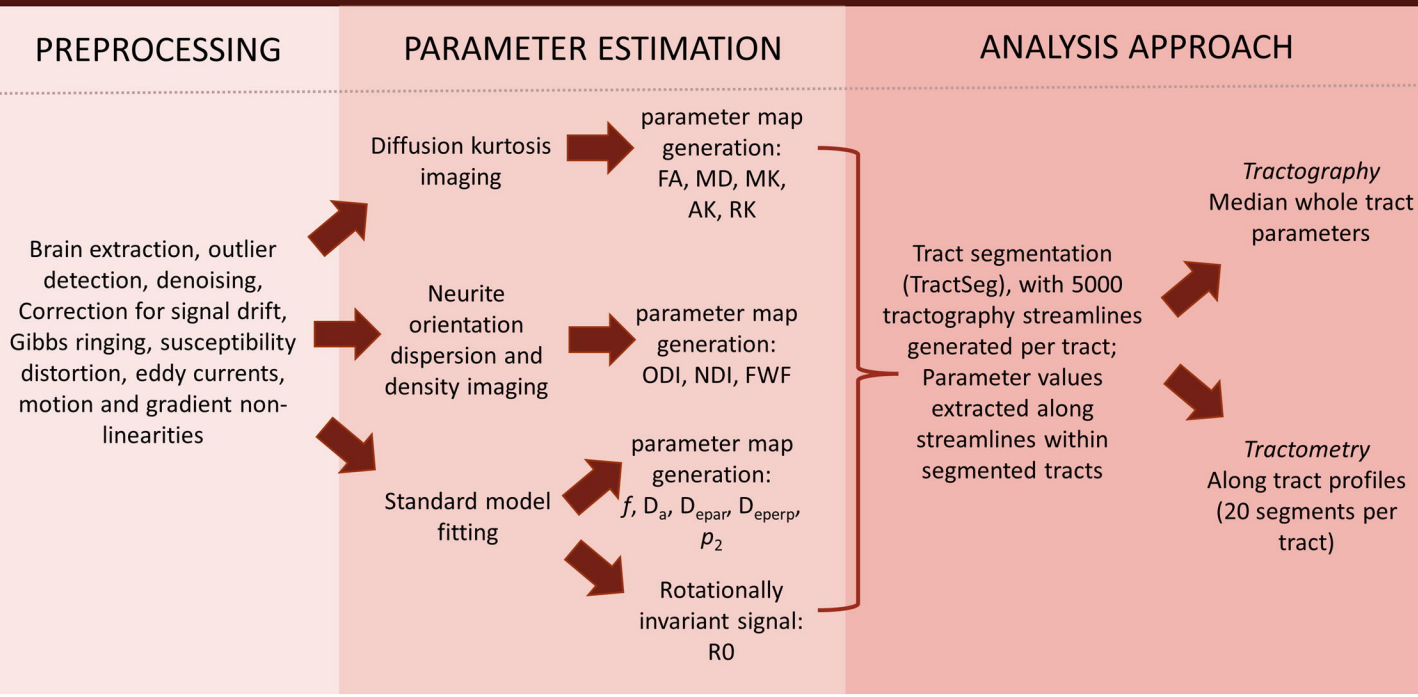 PREPROCESSING
Brain extraction, outlier
detection, denoising,
Correction for signal drift,
Gibbs ringing, susceptibility
distortion, eddy currents,
motion and gradient non-
linearities
PARAMETER ESTIMATION
Diffusion kurtosis
imaging
parameter map
generation:
FA, MD, MK,
AK, RK
Neurite
orientation
dispersion and
density imaging
parameter map
generation:
ODI, NDI, FWF
Standard model
fitting
parameter map
generation:
f, Da, Depar, Deperp,
p2
Rotationally
invariant signal:
R0
ANALYSIS APPROACH
Tract segmentation
(TractSeg), with 5000
tractography streamlines
generated per tract;
Parameter values
extracted along
streamlines within
segmented tracts
Tractography
Median whole tract
parameters
Tractometry
Along tract profiles
(20 segments per
tract)